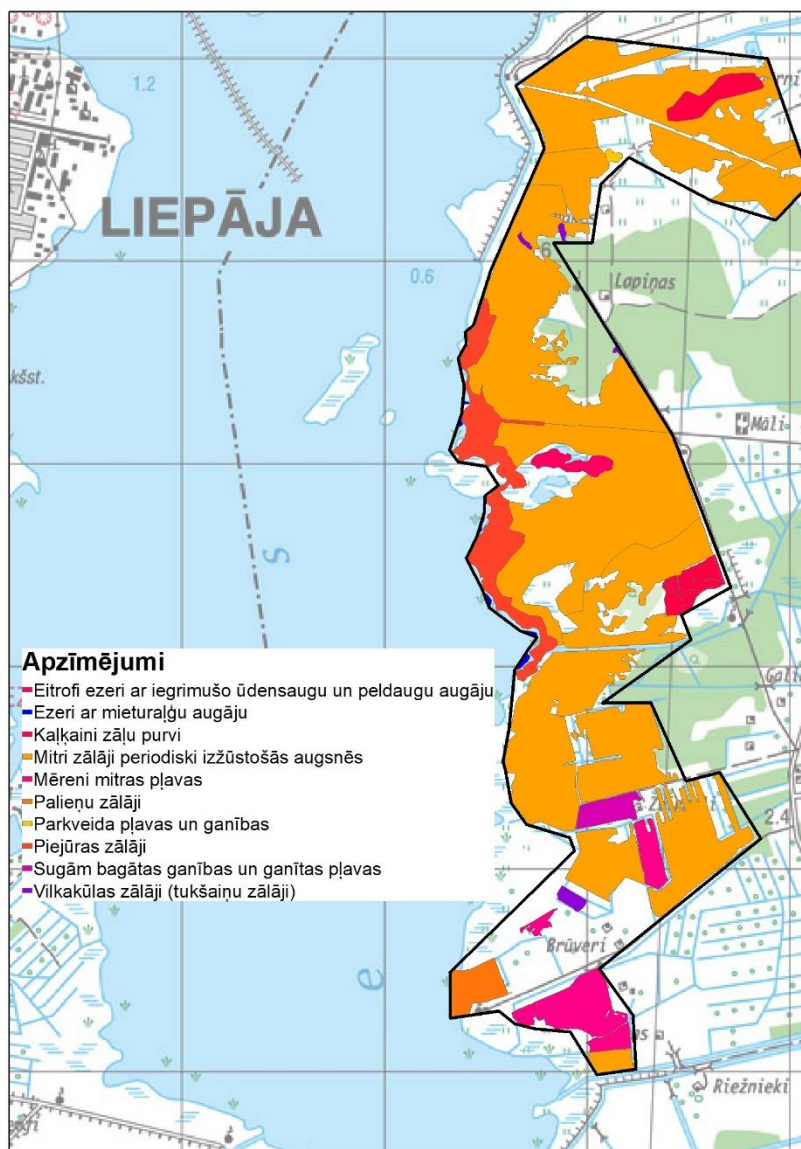 1.2
LIEPĀJA
6
0.6
Lapiņas
Māli
kšst.
s
Apzīmējumi
Eitrofi ezeri ar iegrimušo ūdensaugu un peldaugu augāju
Ezeri ar mieturaļģu augāju
Kaļķaini zāļu purvi
Mitri zālāji periodiski izžūstošās augsnēs
Mēreni mitras pļavas
Palieņu zālāji
Parkveida pļavas un ganības
Piejūras zālāji
Sugām bagātas ganības un ganītas pļavas
Vilkakūlas zālāji (tukšaiņu zālāji)
2.4
Brūveri
e
Riežnieki